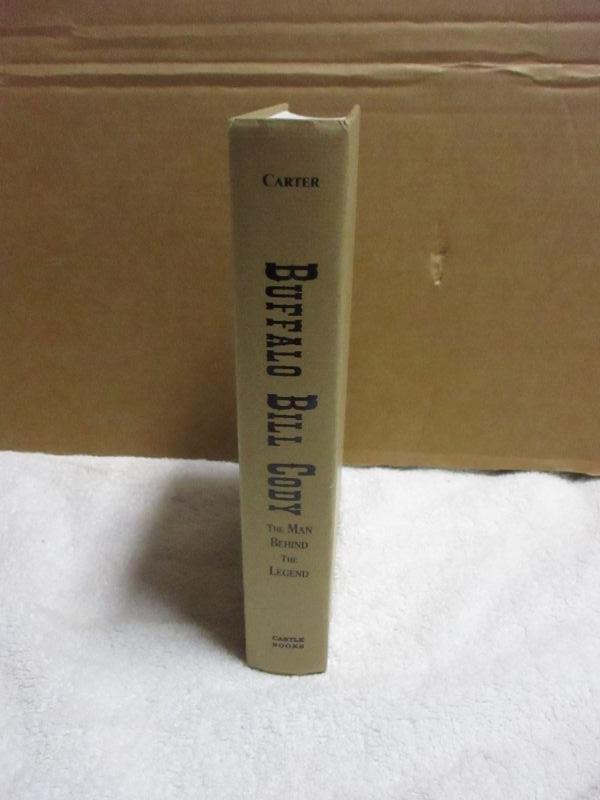 CARTER
BUFFALO BILL CODY
THE MAN
BEHIND
THE
LEGEND
CASTLE
BOOKS